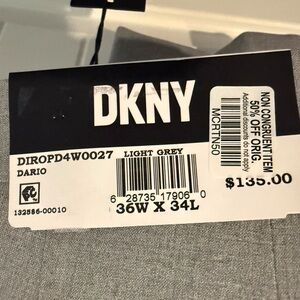 DKNY
DIROPD4W0027 LIGHT GREY
DARIO
132586-00010
6 28735 17906 0
36W X 34L
NON CONGRUENT ITEM
50% OFF ORIG.
Additional discounts do not apply
MCRTN50
$135.00